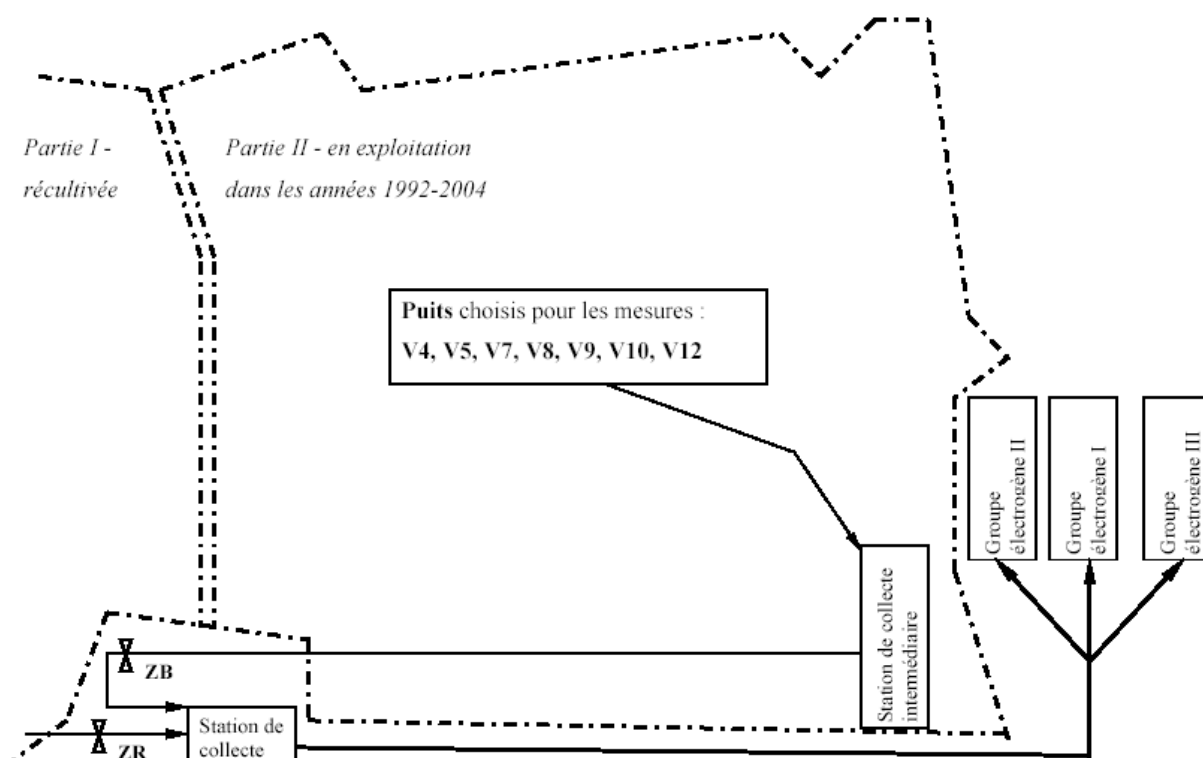 Partie I -
récultivée
Partie II - en exploitation
dans les années 1992-2004
Puits choisis pour les mesures :
V4, V5, V7, V8, V9, V10, V12
Groupe
électrogène II
Groupe
électrogène I
Groupe
électrogène III
Station de collecte
intermédiaire
ZB
Station de
collecte
ZR